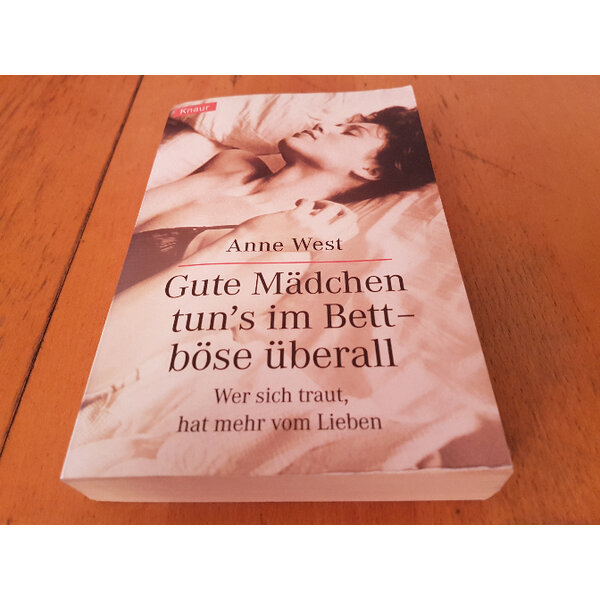 Knaur
Anne West
Gute Mädchen
tun's im Bett–
böse überall
Wer sich traut,
hat mehr vom Lieben